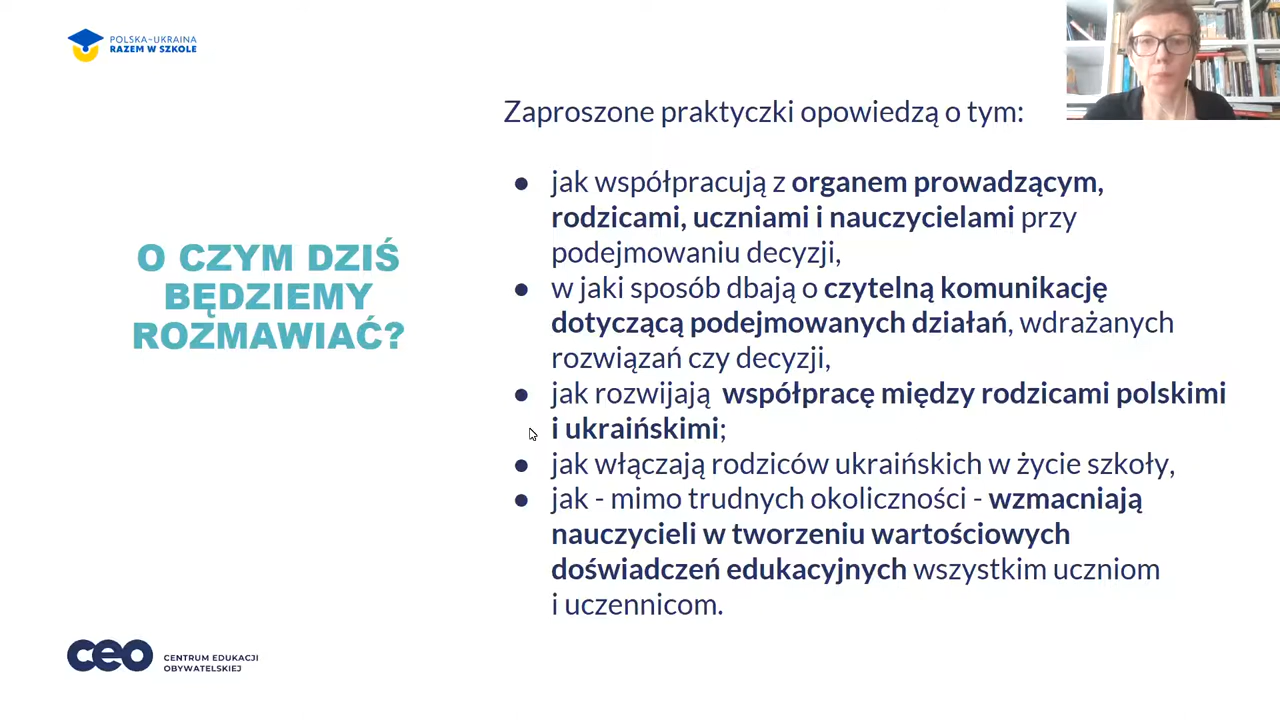 POLSKA-UKRAINA
RAZEM W SZKOLE
Zaproszone praktyczki opowiedzą o tym:
● jak współpracują z organem prowadzącym,
rodzicami, uczniami i nauczycielami przy
podejmowaniu decyzji,
● w jaki sposób dbają o czytelną komunikację
dotyczącą podejmowanych działań, wdrażanych
rozwiązań czy decyzji,
● jak rozwijają  współpracę między rodzicami polskimi
i ukraińskimi;
● jak włączają rodziców ukraińskich w życie szkoły,
● jak - mimo trudnych okoliczności - wzmacniają
nauczycieli w tworzeniu wartościowych
doświadczeń edukacyjnych wszystkim uczniom
i uczennicom.
O CZYM DZIŚ
BĘDZIEMY
ROZMAWIAĆ?
ceo
CENTRUM EDUKACJI
OBYWATELSKIEJ